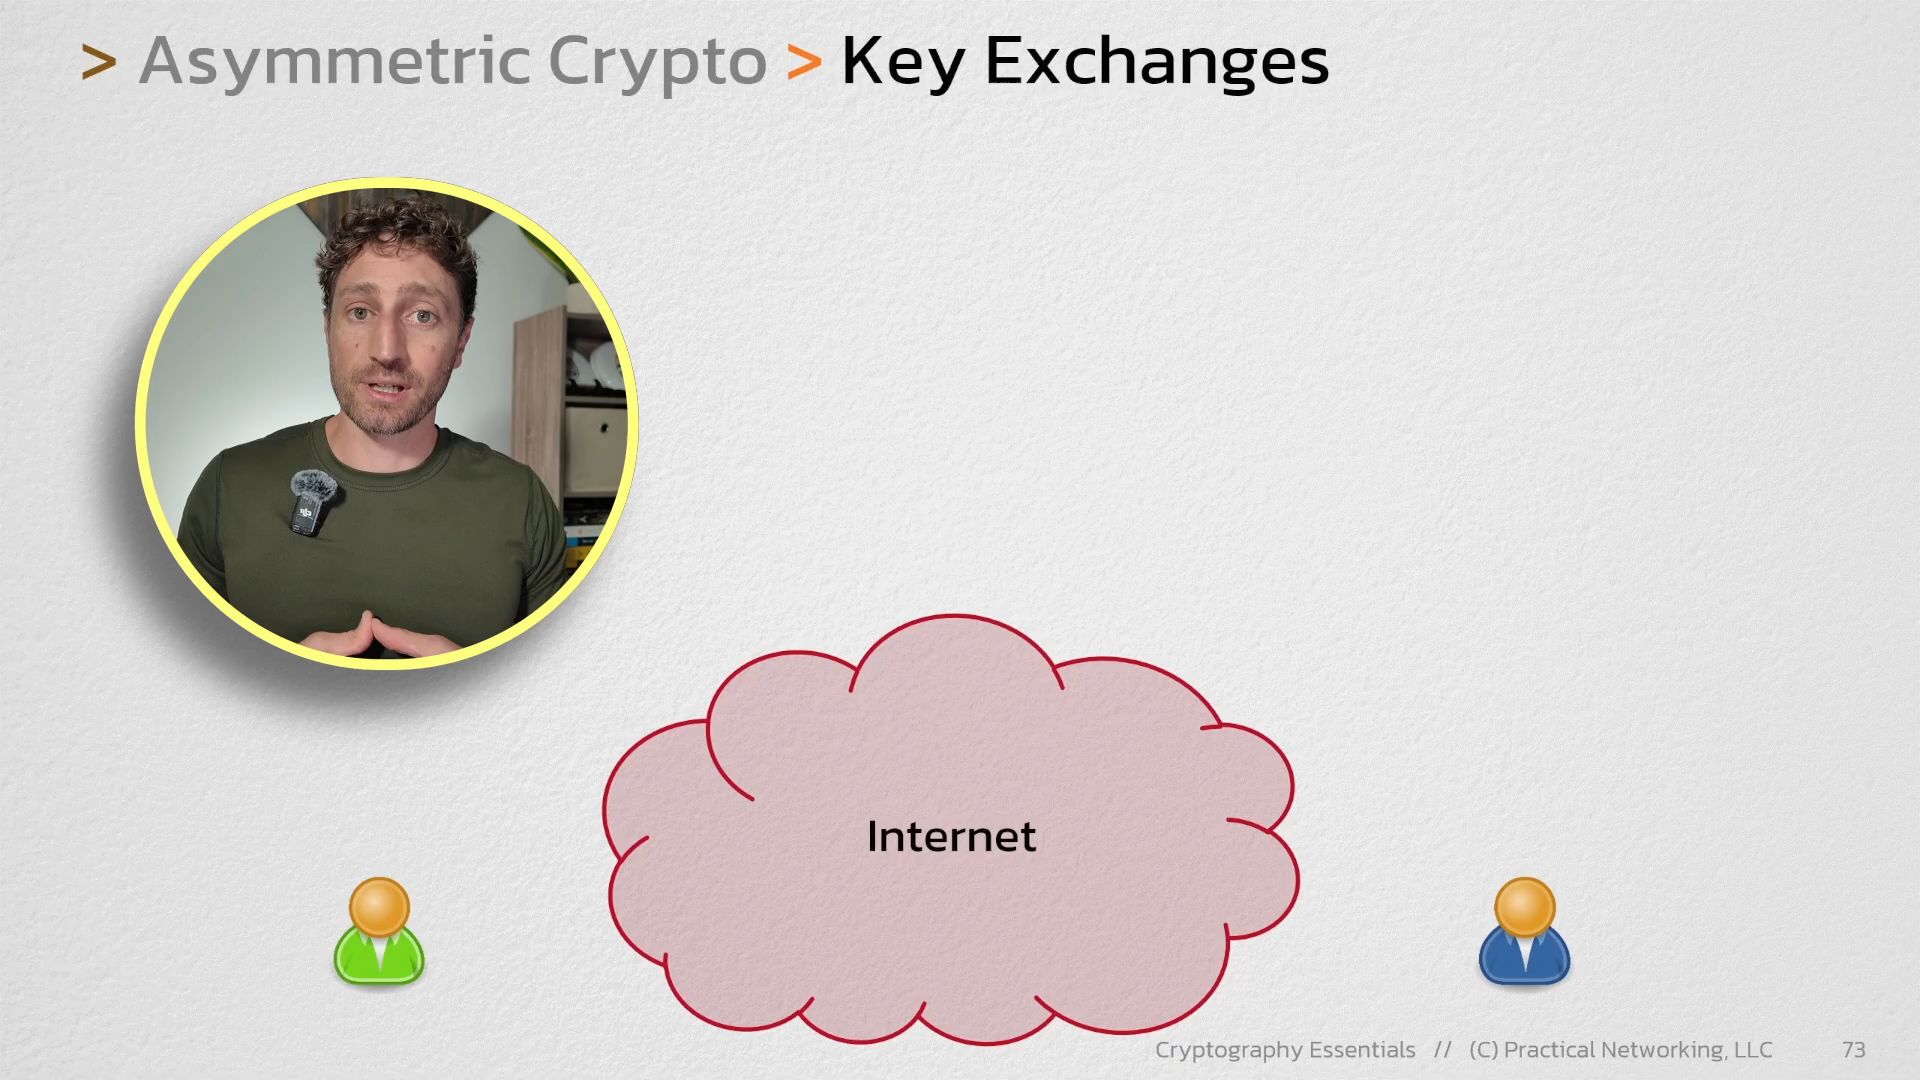 > Asymmetric Crypto > Key Exchanges
Internet
Cryptography Essentials // (C) Practical Networking, LLC 73